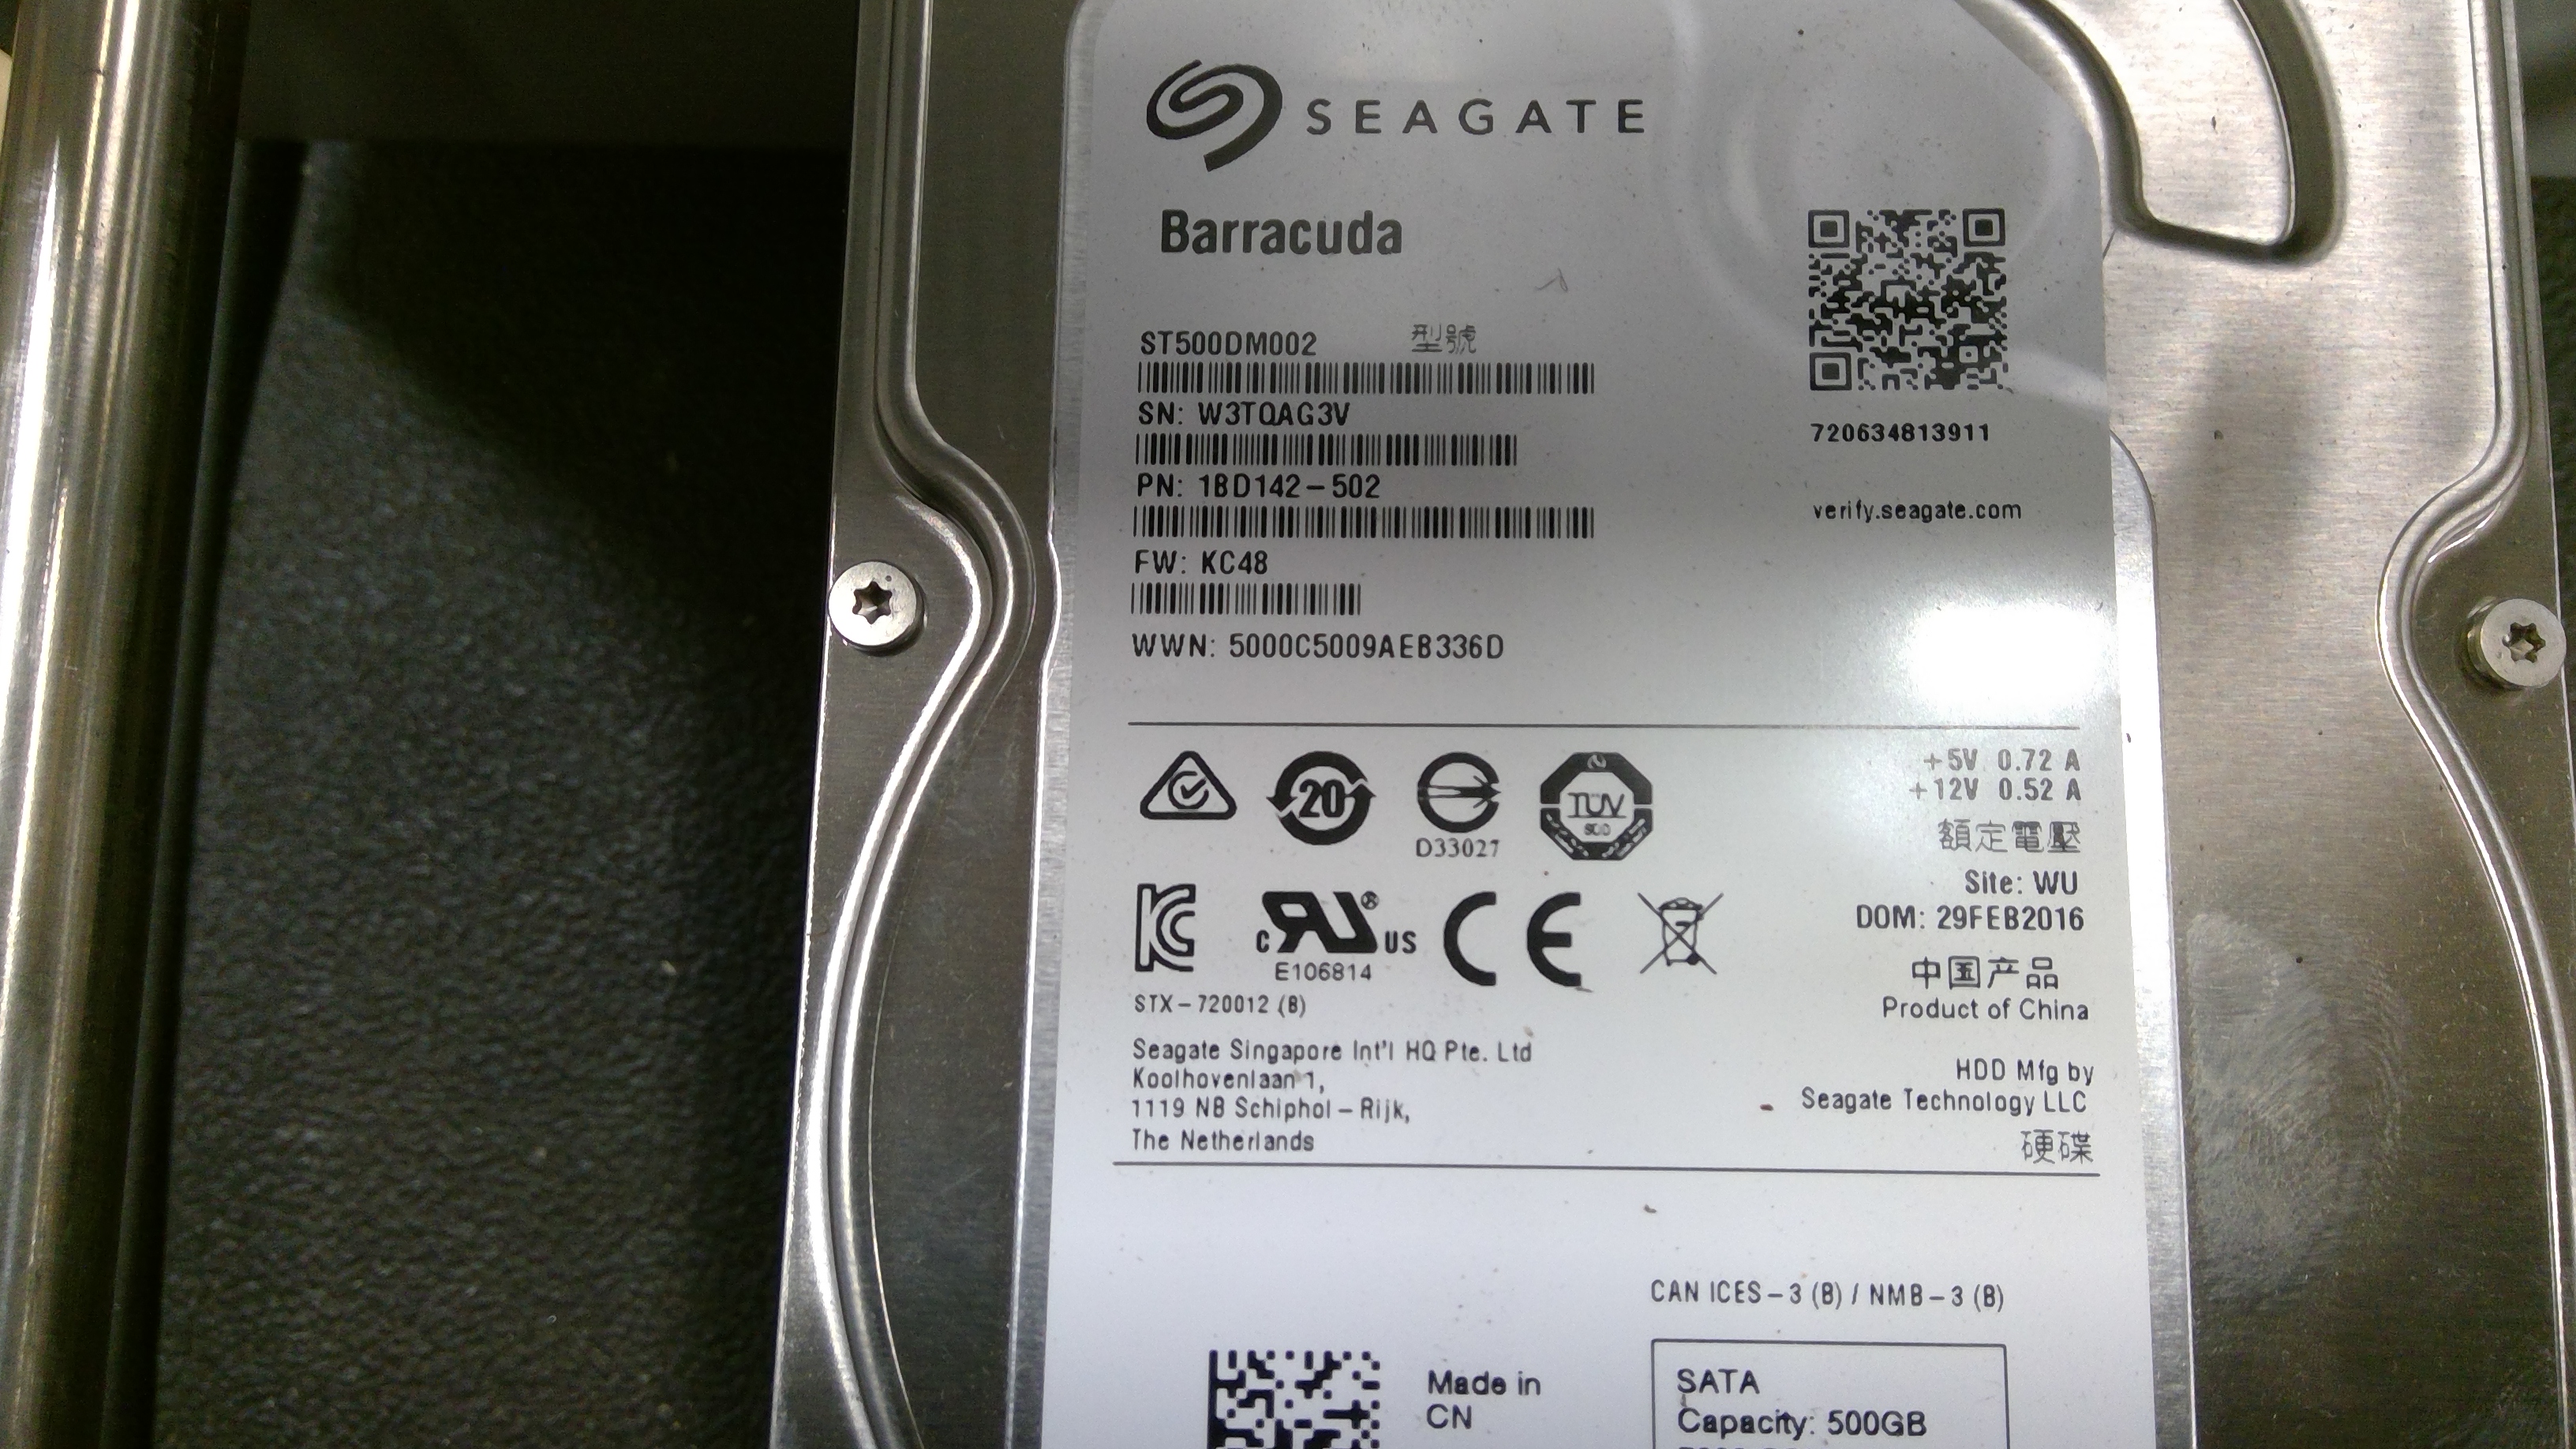 SEAGATE
Barracuda
ST500DM002 型號
SN: W3TQAG3V
PN: 1BD142-502
FW: KC48
WWN: 5000C5009AEB336D
720634813911
verify.seagate.com
+5V 0.72 A
+12V 0.52 A
額定電壓
Site: WU
DOM: 29FEB2016
中国产品
Product of China
HDD Mfg by
Seagate Technology LLC
硬碟
20
D33027
TUV
SUD
c RU ® US
E106814
CE
STX-720012 (B)
Seagate Singapore Int'l HQ Pte. Ltd
Koolhovenlaan 1,
1119 NB Schiphol-Rijk,
The Netherlands
CAN ICES-3 (B) / NMB-3 (B)
Made in
CN
SATA
Capacity: 500GB